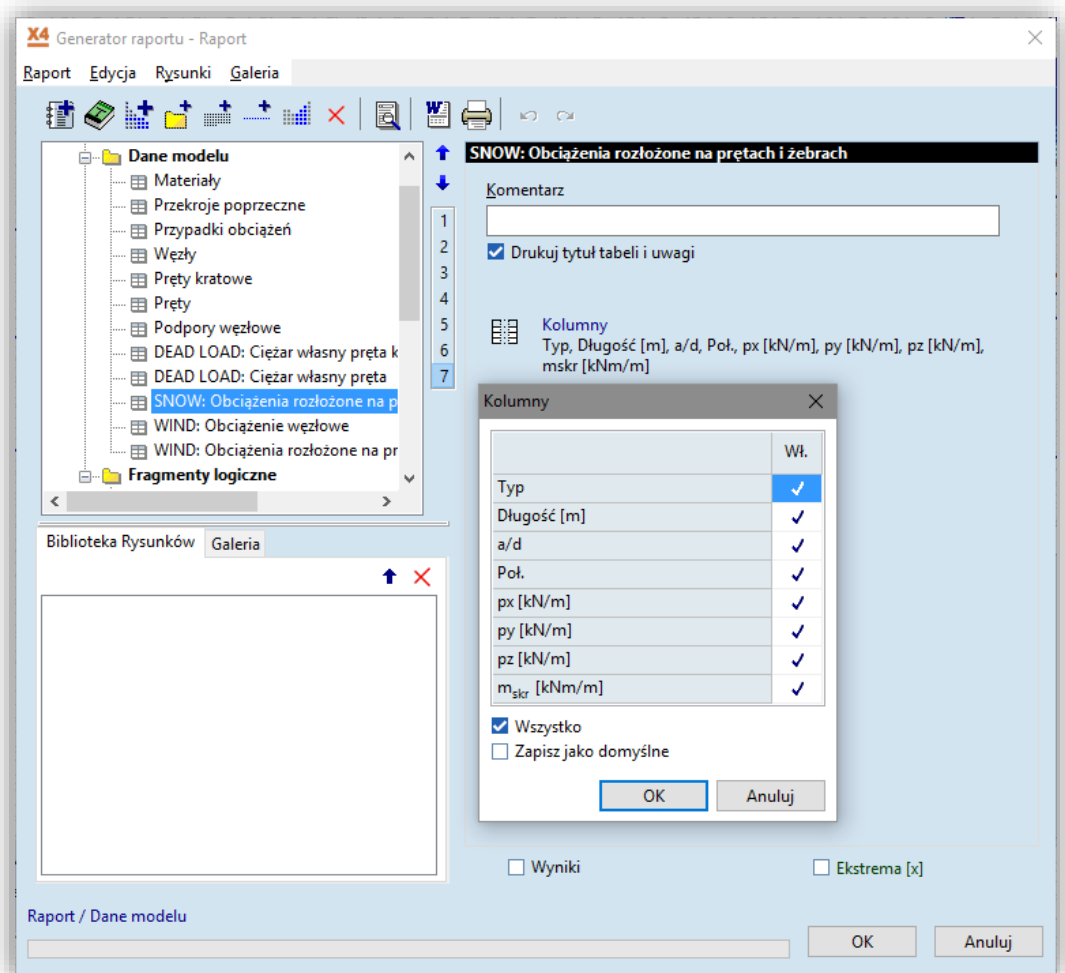 X4 Generator raportu - Raport
Raport Edycja Rysunki Galeria
Dane modelu
Materiały
Przekroje poprzeczne
Przypadki obciążeń
Węzły
Pręty kratowe
Pręty
Podpory węzłowe
DEAD LOAD: Ciężar własny pręta k
DEAD LOAD: Ciężar własny pręta
SNOW: Obciążenia rozłożone na p
WIND: Obciążenie węzłowe
WIND: Obciążenia rozłożone na pr
Fragmenty logiczne
1
2
3
4
5
6
7
SNOW: Obciążenia rozłożone na prętach i żebrach
Komentarz
Drukuj tytuł tabeli i uwagi
Kolumny
Typ, Długość [m], a/d, Poł., px [kN/m], py [kN/m], pz [kN/m],
mskr [kNm/m]
Kolumny
Wł.
Typ
Długość [m]
a/d
Poł.
px [kN/m]
py [kN/m]
pz [kN/m]
mskr [kNm/m]
Wszystko
Zapisz jako domyślne
OK Anuluj
Biblioteka Rysunków Galeria
Wyniki Ekstrema [x]
Raport / Dane modelu
OK Anuluj